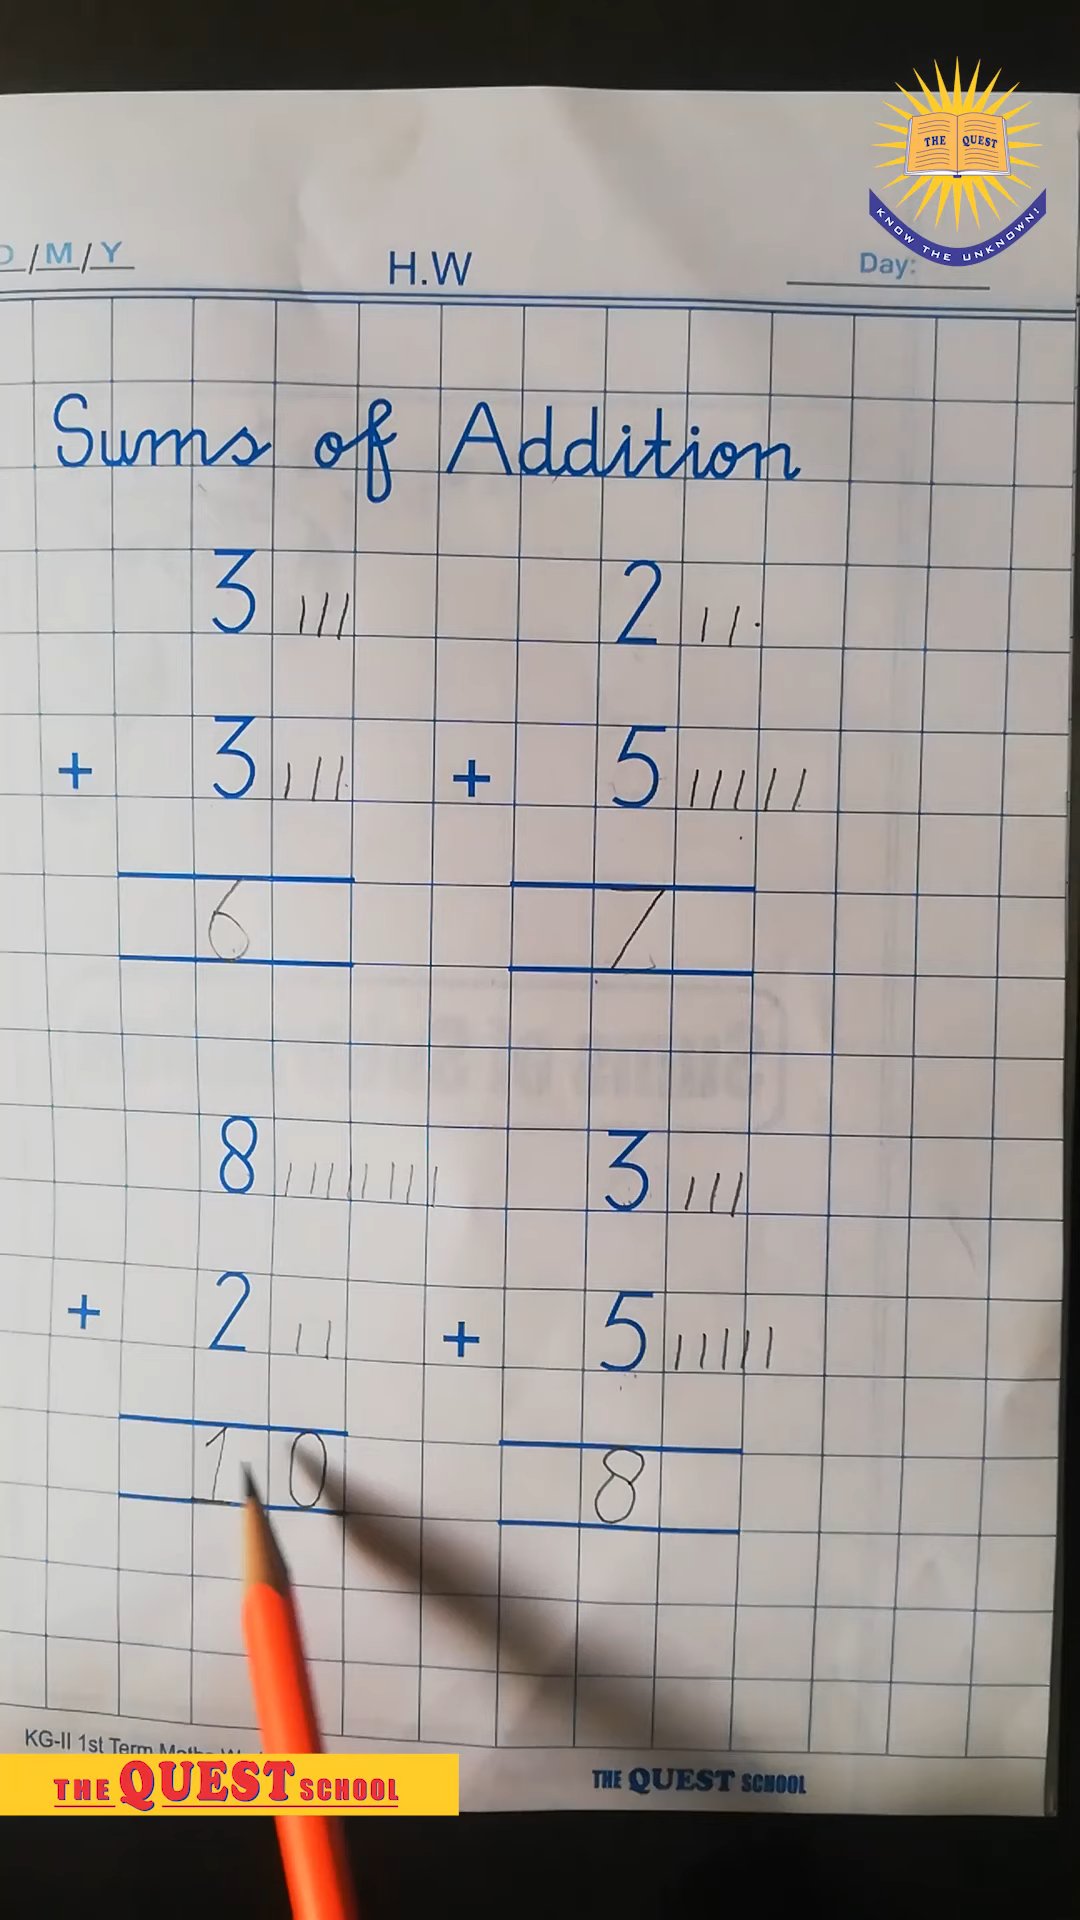 THE QUEST
KNOW THE UNKNOWN!
D/M/Y H.W Day:
Sums of Addition
3 2
+ 3 + 5
6 7
8 3
+ 2 + 5
10 8
KG-II 1st Term Maths
THE QUEST SCHOOL THE QUEST SCHOOL